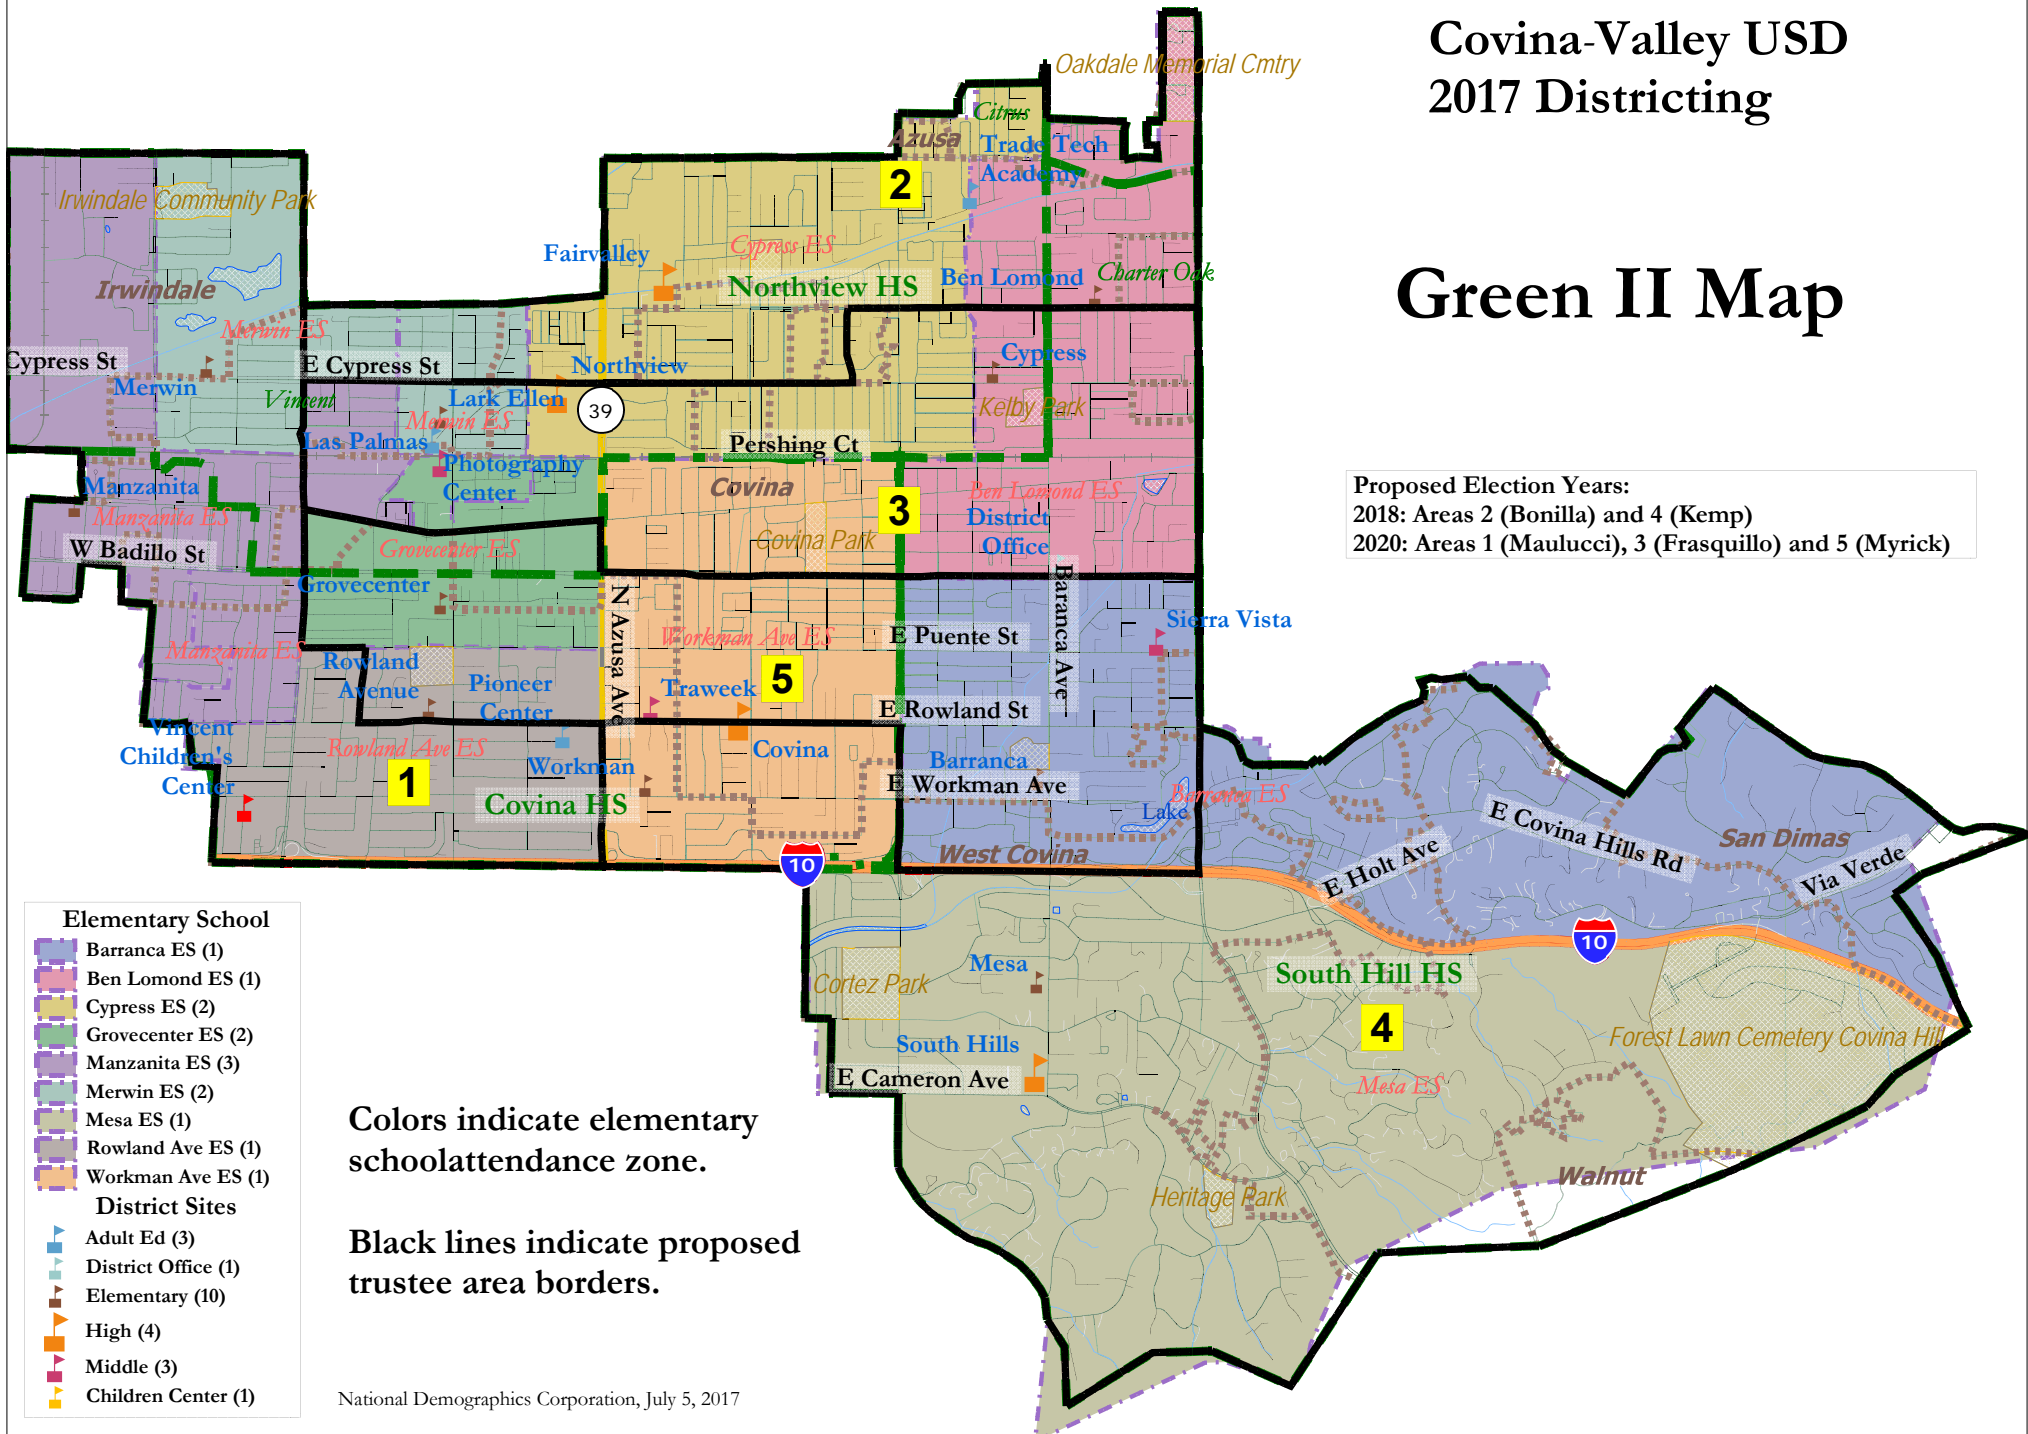 Covina-Valley USD
2017 Districting
Green II Map
Proposed Election Years:
2018: Areas 2 (Bonilla) and 4 (Kemp)
2020: Areas 1 (Maulucci), 3 (Frasquillo) and 5 (Myrick)
Oakdale Memorial Cmtry
Citrus
Azusa
Trade Tech
Academy
2
Irwindale Community Park
Cypress ES
Fairvalley
Northview HS
Ben Lomond
Charter Oak
Irwindale
Merwin ES
Cypress St
E Cypress St
Northview
Cypress
Merwin
Vincent
Lark Ellen
39
Kelby Park
Merwin ES
Las Palmas
Pershing Ct
Photography
Center
Manzanita
Covina
3
Ben Lomond ES
Manzanita ES
District
Office
W Badillo St
Grovecenter ES
Covina Park
Grovecenter
N Azusa Ave
Baranca Ave
Sierra Vista
Manzanita ES
Workman Ave ES
E Puente St
Rowland
Avenue
Pioneer
Center
5
Traweek
E Rowland St
Vincent
Children's
Center
Rowland Ave ES
Workman
Covina
Barranca
E Workman Ave
1
Covina HS
Lake
Barranca ES
E Holt Ave
E Covina Hills Rd
San Dimas
Via Verde
10
West Covina
10
Mesa
South Hill HS
Cortez Park
4
Forest Lawn Cemetery Covina Hill
South Hills
E Cameron Ave
Mesa ES
Heritage Park
Walnut
Elementary School
Barranca ES (1)
Ben Lomond ES (1)
Cypress ES (2)
Grovecenter ES (2)
Manzanita ES (3)
Merwin ES (2)
Mesa ES (1)
Rowland Ave ES (1)
Workman Ave ES (1)
District Sites
Adult Ed (3)
District Office (1)
Elementary (10)
High (4)
Middle (3)
Children Center (1)
Colors indicate elementary
schoolattendance zone.
Black lines indicate proposed
trustee area borders.
National Demographics Corporation, July 5, 2017